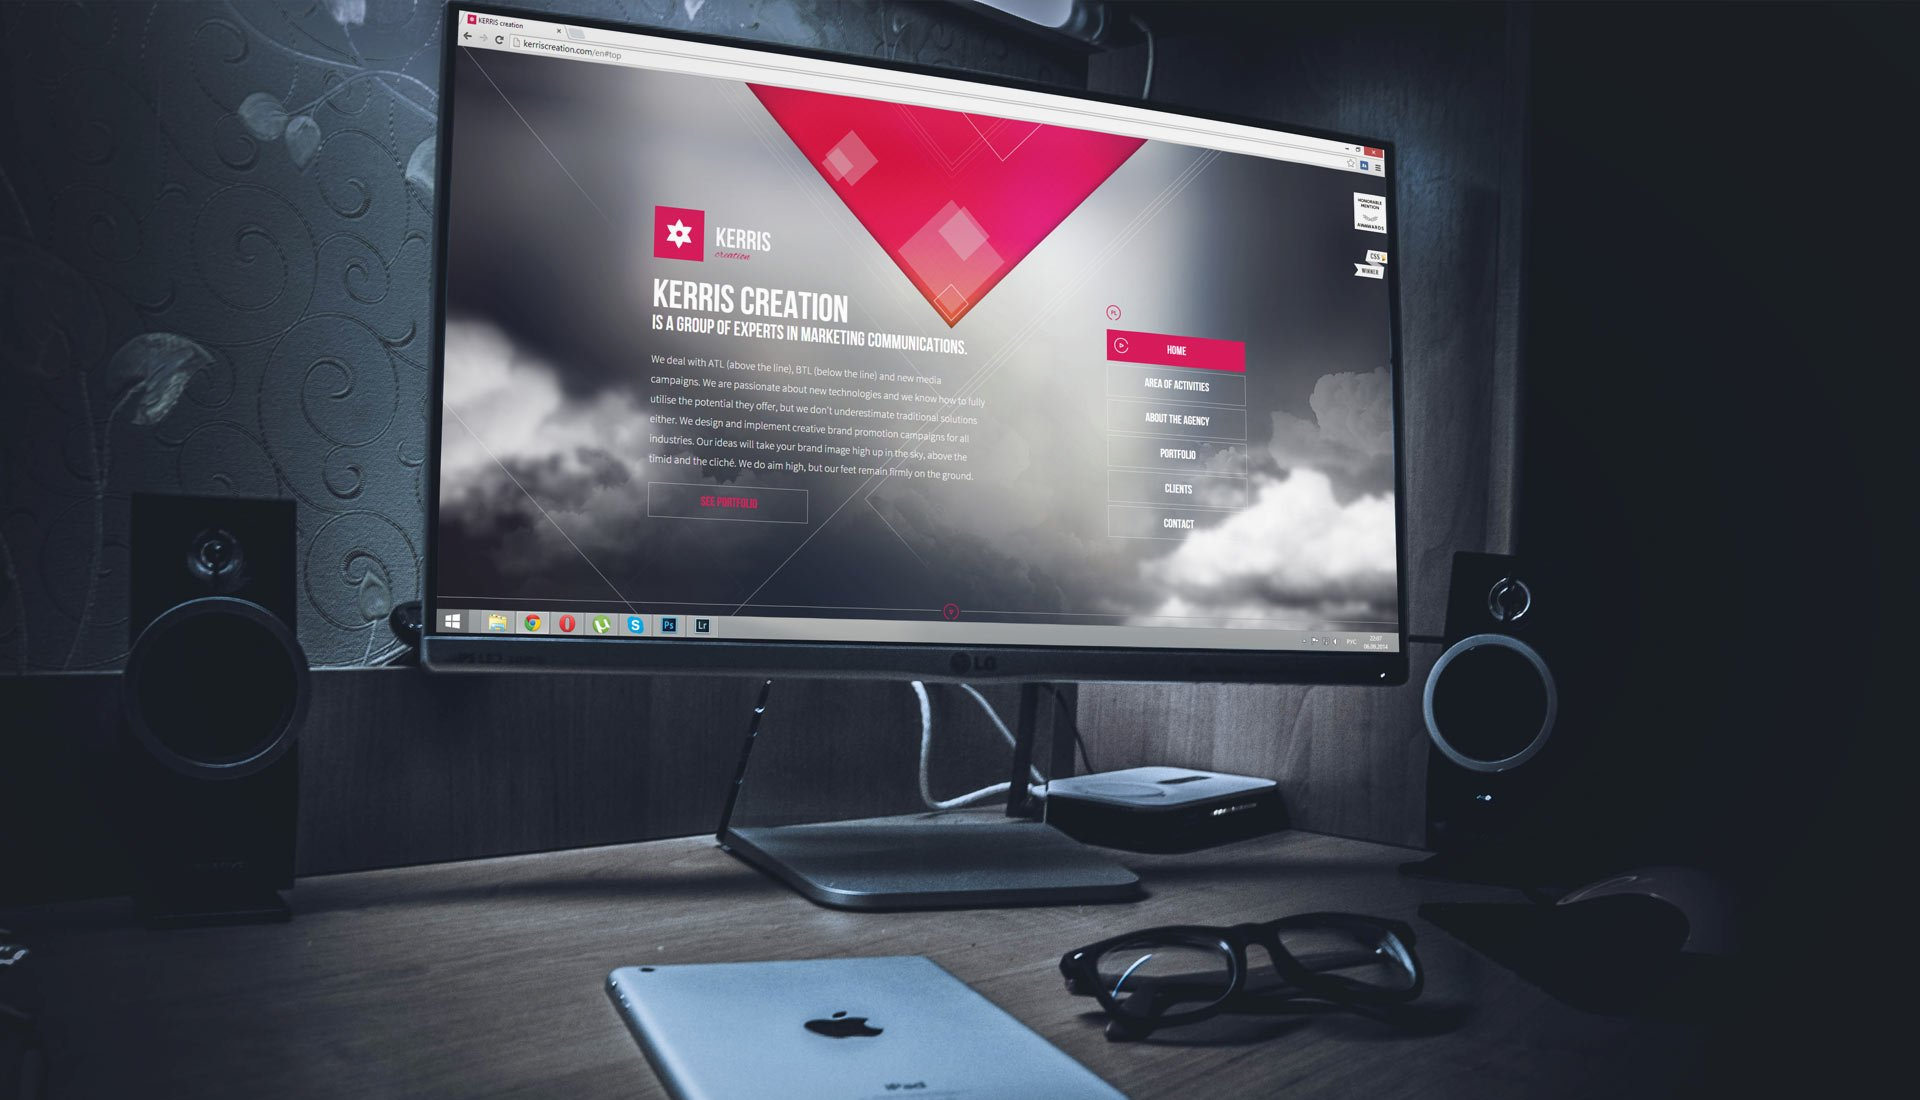 KERRIS creation
kerriscreation.com/en#top
HONORABLE
MENTION
AWWWARDS
CSS
WINNER
KERRIS
creation
KERRIS CREATION
IS A GROUP OF EXPERTS IN MARKETING COMMUNICATIONS.
We deal with ATL (above the line), BTL (below the line) and new media
campaigns. We are passionate about new technologies and we know how to fully
utilise the potential they offer, but we don't underestimate traditional solutions
either. We design and implement creative brand promotion campaigns for all
industries. Our ideas will take your brand image high up in the sky, above the
timid and the cliché. We do aim high, but our feet remain firmly on the ground.
SEE PORTFOLIO
PL
HOME
AREA OF ACTIVITIES
ABOUT THE AGENCY
PORTFOLIO
CLIENTS
CONTACT
S
Ps
Lr
РУС
22:07
06.09.2014
LG
iPad